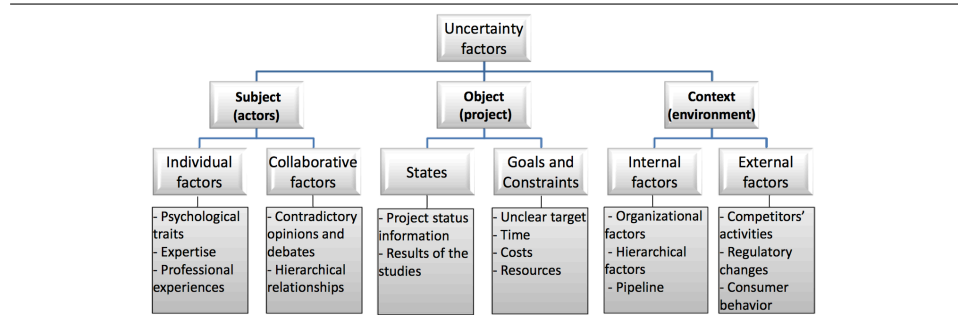 Uncertainty
factors
Subject
(actors)
Object
(project)
Context
(environment)
Individual
factors
Collaborative
factors
States
Goals and
Constraints
Internal
factors
External
factors
- Psychological
traits
- Expertise
- Professional
experiences
- Contradictory
opinions and
debates
- Hierarchical
relationships
- Project status
information
- Results of the
studies
- Unclear target
- Time
- Costs
- Resources
- Organizational
factors
- Hierarchical
factors
- Pipeline
- Competitors’
activities
- Regulatory
changes
- Consumer
behavior